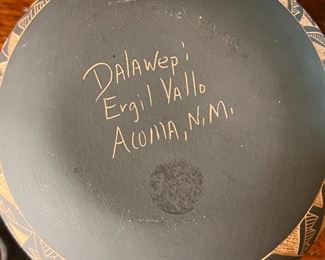 Dalawepi
Ergil Vallo
Acoma, N.M.